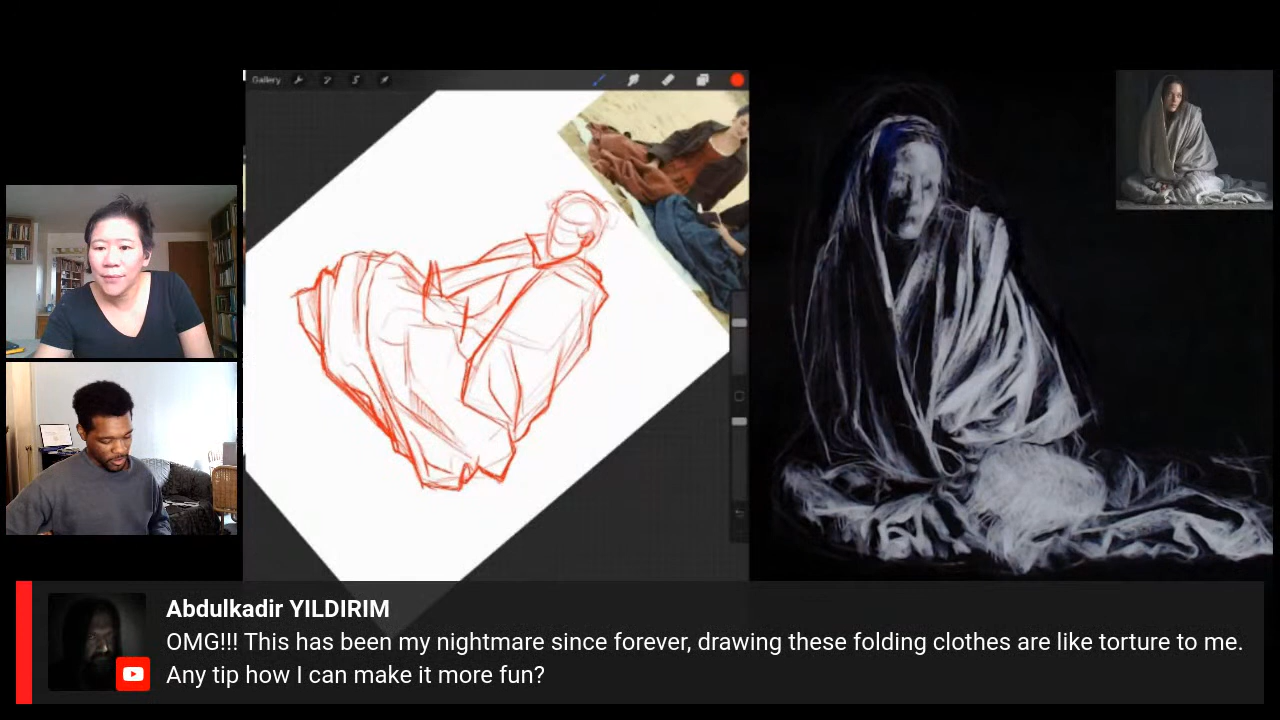 Gallery
Abdulkadir YILDIRIM
OMG!!! This has been my nightmare since forever, drawing these folding clothes are like torture to me.
Any tip how I can make it more fun?